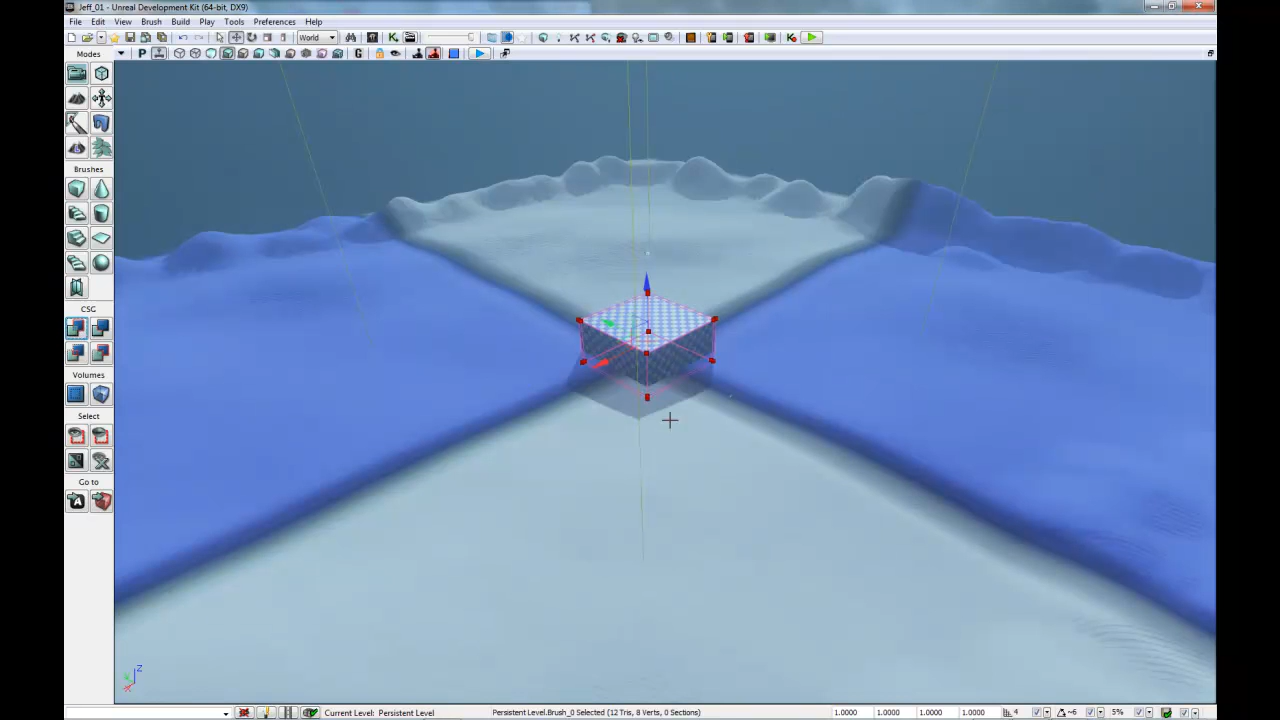 Jeff_01 - Unreal Development Kit (64-bit, DX9)
File Edit View Brush Build Play Tools Preferences Help
World
Modes
P
G
Brushes
CSG
Volumes
Select
Go to
Z
Current Level: Persistent Level
Persistent Level.Brush_0 Selected (12 Tris, 8 Verts, 0 Sections)
1.0000 1.0000 1.0000 1.0000
4
~6
5%